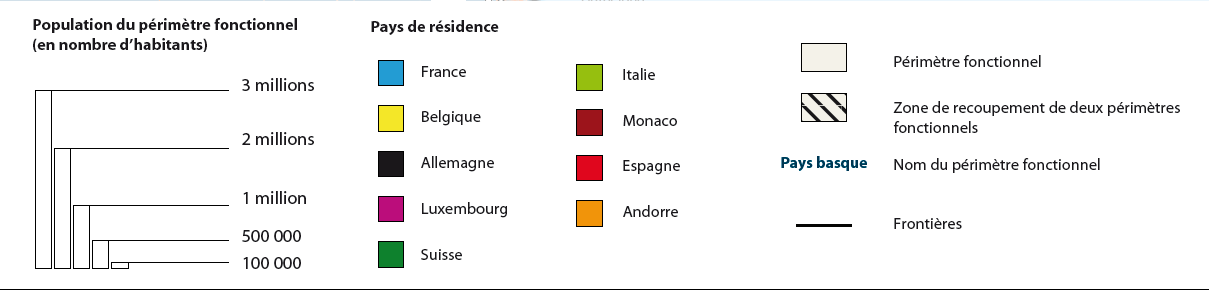 Population du périmètre fonctionnel
(en nombre d'habitants)
3 millions
2 millions
1 million
500 000
100 000
Pays de résidence
France
Belgique
Allemagne
Luxembourg
Suisse
Italie
Monaco
Espagne
Andorre
Périmètre fonctionnel
Zone de recoupement de deux périmètres
fonctionnels
Pays basque
Nom du périmètre fonctionnel
Frontières